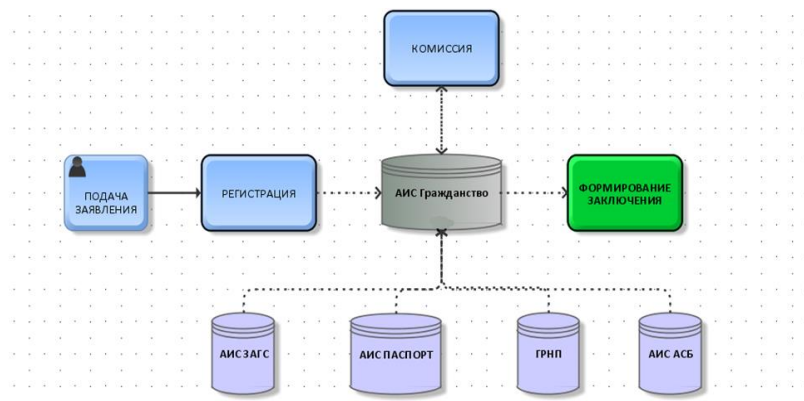 КОМИССИЯ
ПОДАЧА
ЗАЯВЛЕНИЯ
РЕГИСТРАЦИЯ
АИС Гражданство
ФОРМИРОВАНИЕ
ЗАКЛЮЧЕНИЯ
АИС ЗАГС
АИС ПАСПОРТ
ГРНП
АИС АСБ